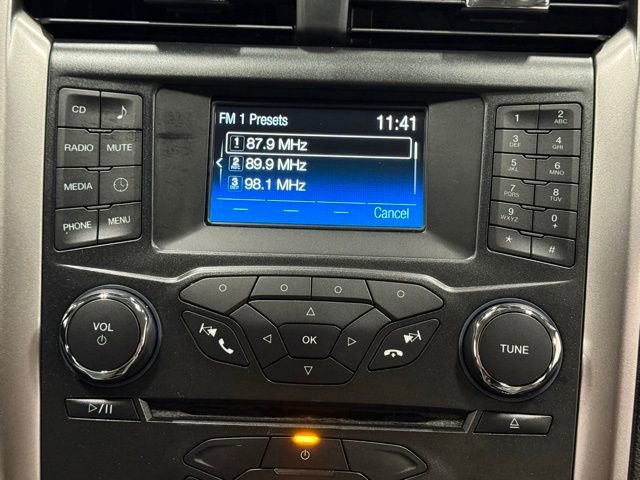 FM 1 Presets 11:41
1 87.9 MHz
2 89.9 MHz
3 98.1 MHz
Cancel
CD
RADIO MUTE
MEDIA
PHONE MENU
1 2 ABC
3 DEF 4 GHI
5 JKL 6 MNO
7 PQRS 8 TUV
9 WXYZ 0 +
* #
VOL
OK
TUNE